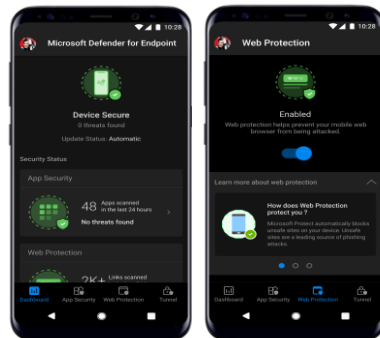 10:28
Microsoft Defender for Endpoint
Device Secure
0 threats found
Update Status: Automatic
Security Status
App Security
48 Apps scanned
in the last 24 hours
No threats found
Web Protection
2K+ Links scanned
Dashboard App Security Web Protection Tunnel
10:28
Web Protection
Enabled
Web protection helps prevent your mobile web
browser from being attacked.
Learn more about web protection
How does Web Protection
protect you ?
Microsoft Protect automatically blocks
unsafe sites on your device. Unsafe
sites are a leading source of phishing
attacks.
Dashboard App Security Web Protection Tunnel